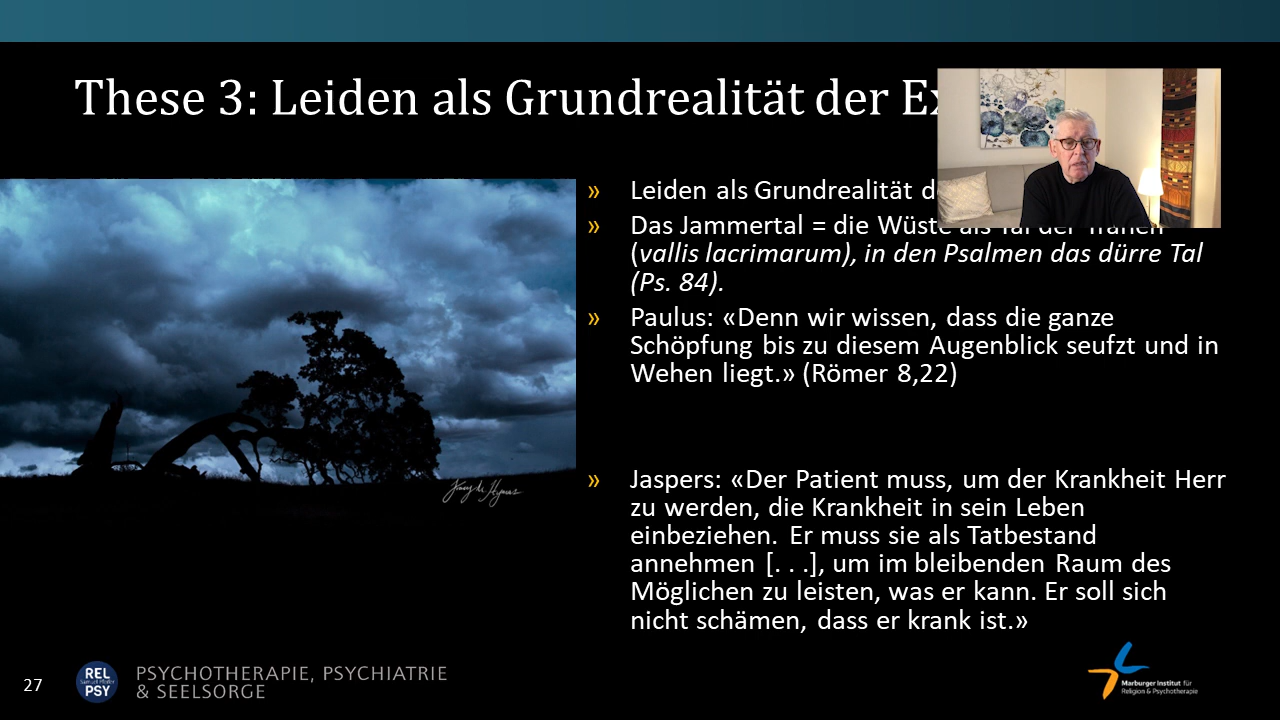 These 3: Leiden als Grundrealität der Ex
» Leiden als Grundrealität d
» Das Jammertal = die Wüste als Tal der Tränen
(vallis lacrimarum), in den Psalmen das dürre Tal
(Ps. 84).
» Paulus: «Denn wir wissen, dass die ganze
Schöpfung bis zu diesem Augenblick seufzt und in
Wehen liegt.» (Römer 8,22)
» Jaspers: «Der Patient muss, um der Krankheit Herr
zu werden, die Krankheit in sein Leben
einbeziehen. Er muss sie als Tatbestand
annehmen [. . .], um im bleibenden Raum des
Möglichen zu leisten, was er kann. Er soll sich
nicht schämen, dass er krank ist.»
27
REL
Samuel Pfeifer
PSY
PSYCHOTHERAPIE, PSYCHIATRIE
& SEELSORGE
Marburger Institut für
Religion & Psychotherapie